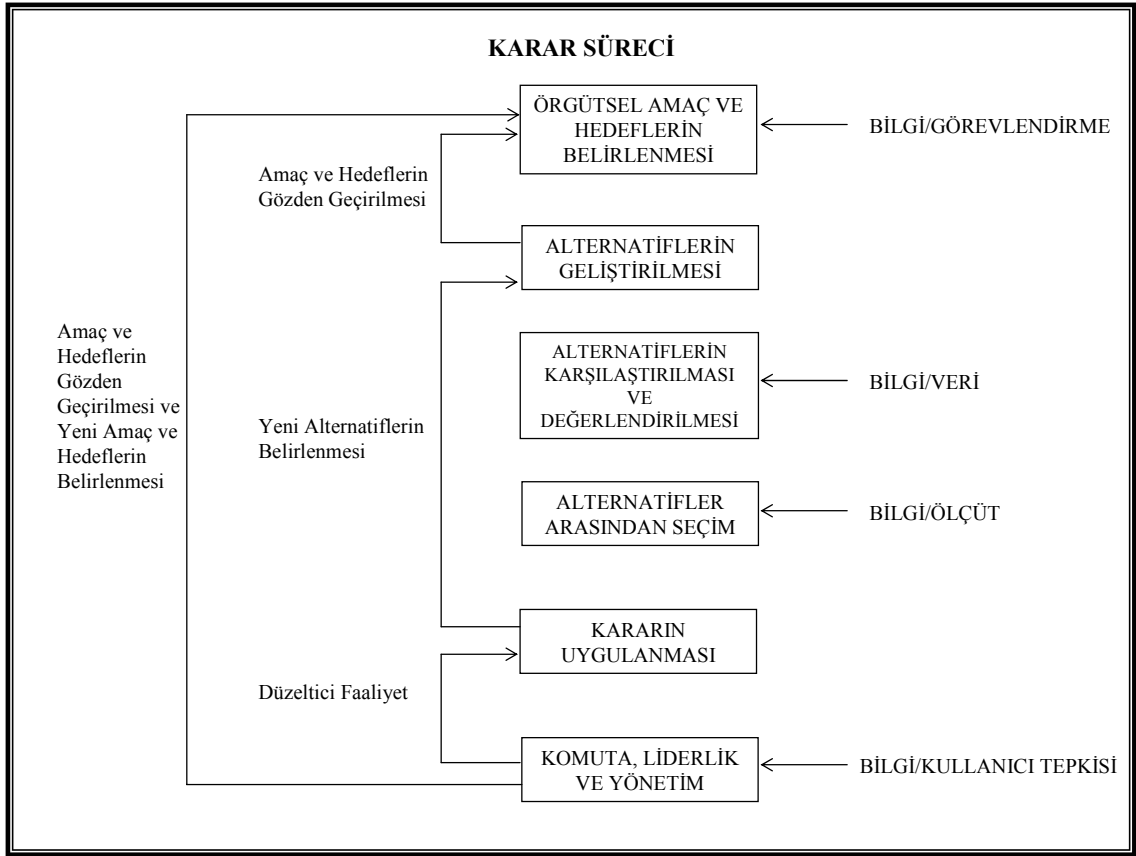 KARAR SÜRECİ
ÖRGÜTSEL AMAÇ VE
HEDEFLERİN
BELİRLENMESİ
BİLGİ/GÖREVLENDİRME
Amaç ve Hedeflerin
Gözden Geçirilmesi
ALTERNATİFLERİN
GELİŞTİRİLMESİ
Amaç ve
Hedeflerin
Gözden
Geçirilmesi ve
Yeni Amaç ve
Hedeflerin
Belirlenmesi
ALTERNATİFLERİN
KARŞILAŞTIRILMASI
VE
DEĞERLENDİRİLMESİ
BİLGİ/VERİ
Yeni Alternatiflerin
Belirlenmesi
ALTERNATİFLER
ARASINDAN SEÇİM
BİLGİ/ÖLÇÜT
KARARIN
UYGULANMASI
Düzeltici Faaliyet
KOMUTA, LİDERLİK
VE YÖNETİM
BİLGİ/KULLANICI TEPKİSİ